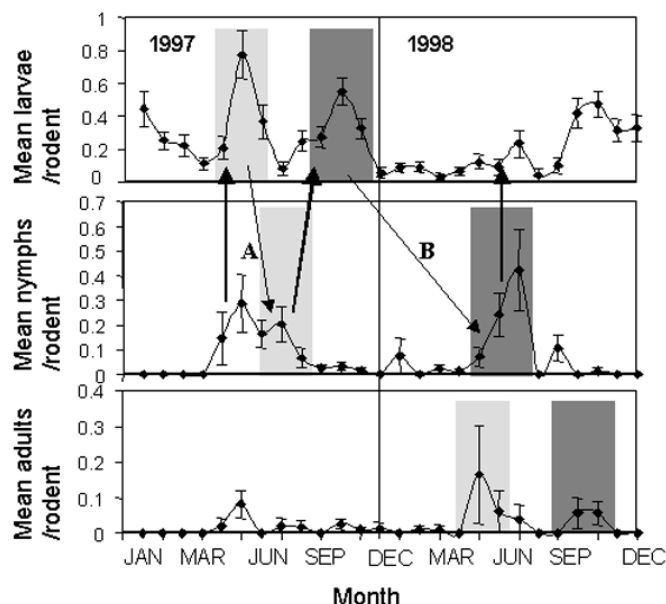 1997
1998
Mean larvae
/rodent
1
0.8
0.6
0.4
0.2
0
Mean nymphs
/rodent
0.7
0.6
0.5
0.4
0.3
0.2
0.1
0
A
B
Mean adults
/rodent
0.4
0.3
0.2
0.1
0
JAN MAR JUN SEP DEC MAR JUN SEP DEC
Month